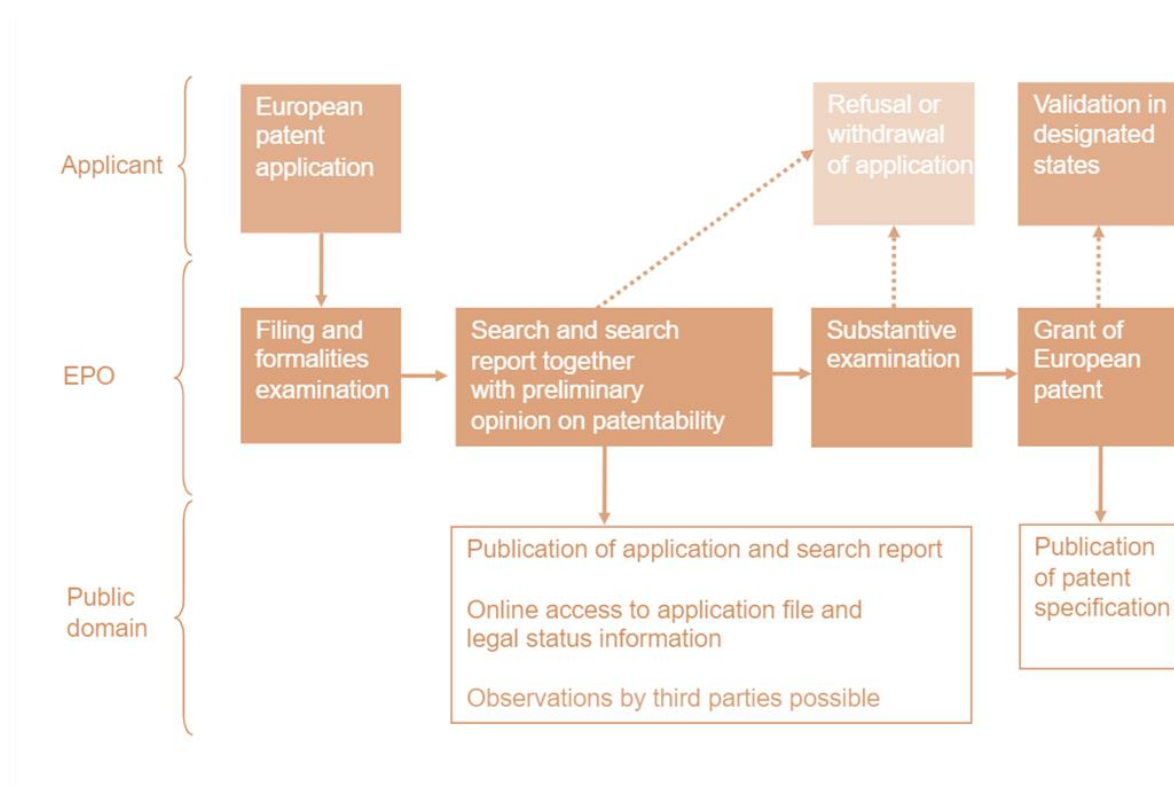 Applicant
European
patent
application
Refusal or
withdrawal
of application
Validation in
designated
states
EPO
Filing and
formalities
examination
Search and search
report together
with preliminary
opinion on patentability
Substantive
examination
Grant of
European
patent
Public
domain
Publication of application and search report
Online access to application file and
legal status information
Observations by third parties possible
Publication
of patent
specification